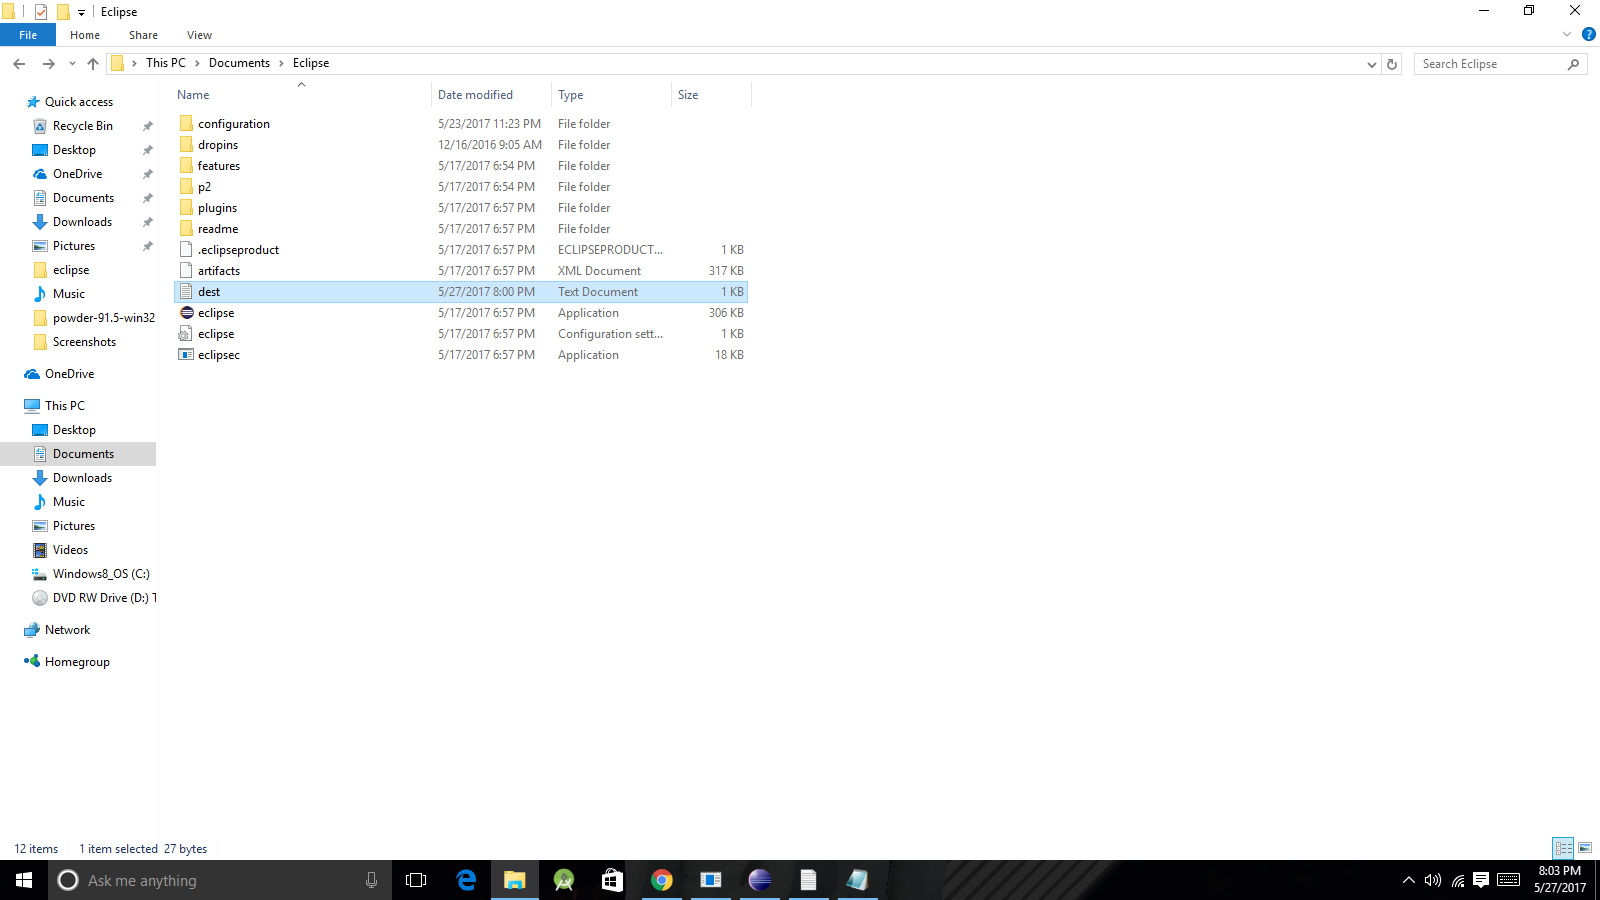 Eclipse
File Home Share View
This PC Documents Eclipse
Search Eclipse
Name Date modified Type Size
Quick access
Recycle Bin
Desktop
OneDrive
Documents
Downloads
Pictures
eclipse
Music
powder-91.5-win32
Screenshots
OneDrive
This PC
Desktop
Documents
Downloads
Music
Pictures
Videos
Windows8_OS (C:)
DVD RW Drive (D:) T
Network
Homegroup
configuration 5/23/2017 11:23 PM File folder
dropins 12/16/2016 9:05 AM File folder
features 5/17/2017 6:54 PM File folder
p2 5/17/2017 6:54 PM File folder
plugins 5/17/2017 6:57 PM File folder
readme 5/17/2017 6:57 PM File folder
.eclipseproduct 5/17/2017 6:57 PM ECLIPSEPRODUCT... 1 KB
artifacts 5/17/2017 6:57 PM XML Document 317 KB
dest 5/27/2017 8:00 PM Text Document 1 KB
eclipse 5/17/2017 6:57 PM Application 306 KB
eclipse 5/17/2017 6:57 PM Configuration sett... 1 KB
eclipsec 5/17/2017 6:57 PM Application 18 KB
12 items 1 item selected 27 bytes
Ask me anything
8:03 PM
5/27/2017